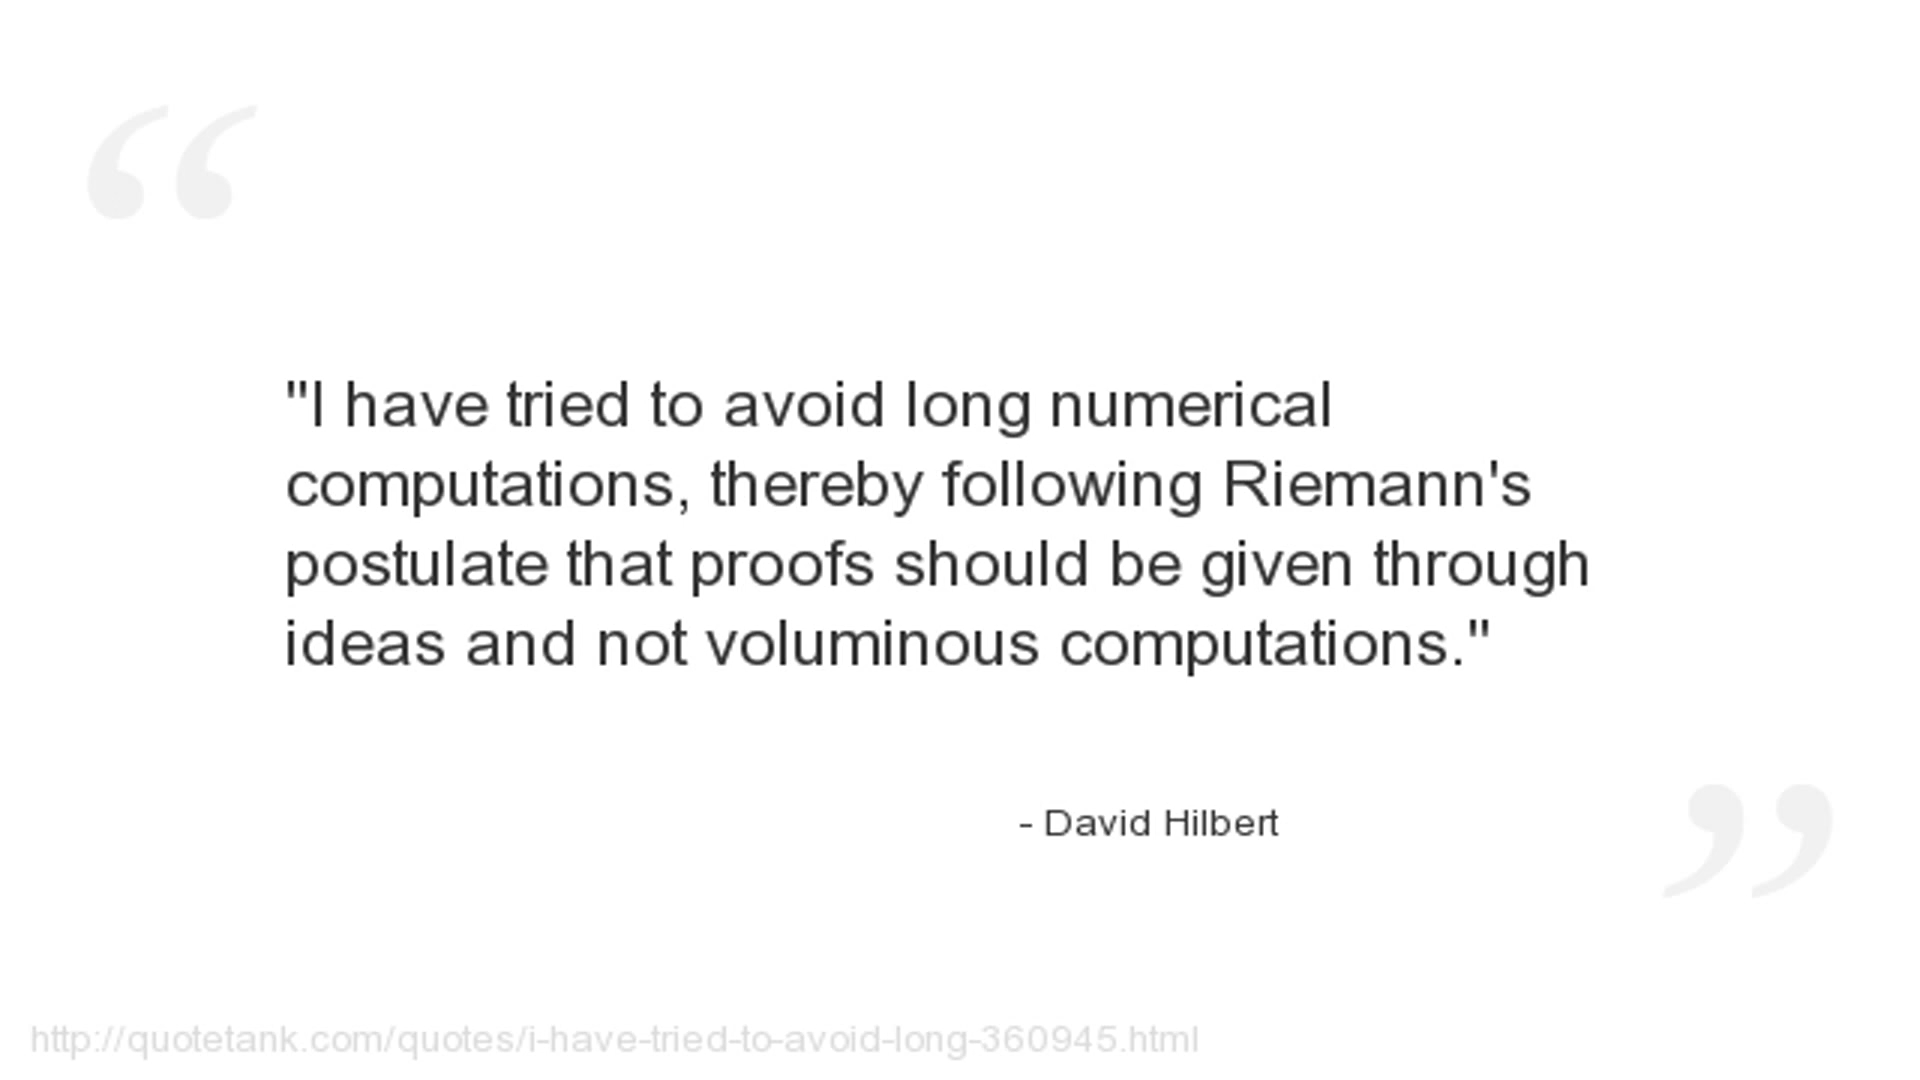 "I have tried to avoid long numerical
computations, thereby following Riemann's
postulate that proofs should be given through
ideas and not voluminous computations."
- David Hilbert
http://quotetank.com/quotes/i-have-tried-to-avoid-long-360945.html